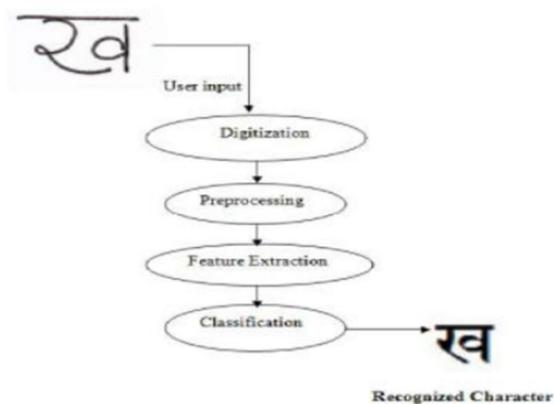 ख
User input
Digitization
Preprocessing
Feature Extraction
Classification
ख
Recognized Character